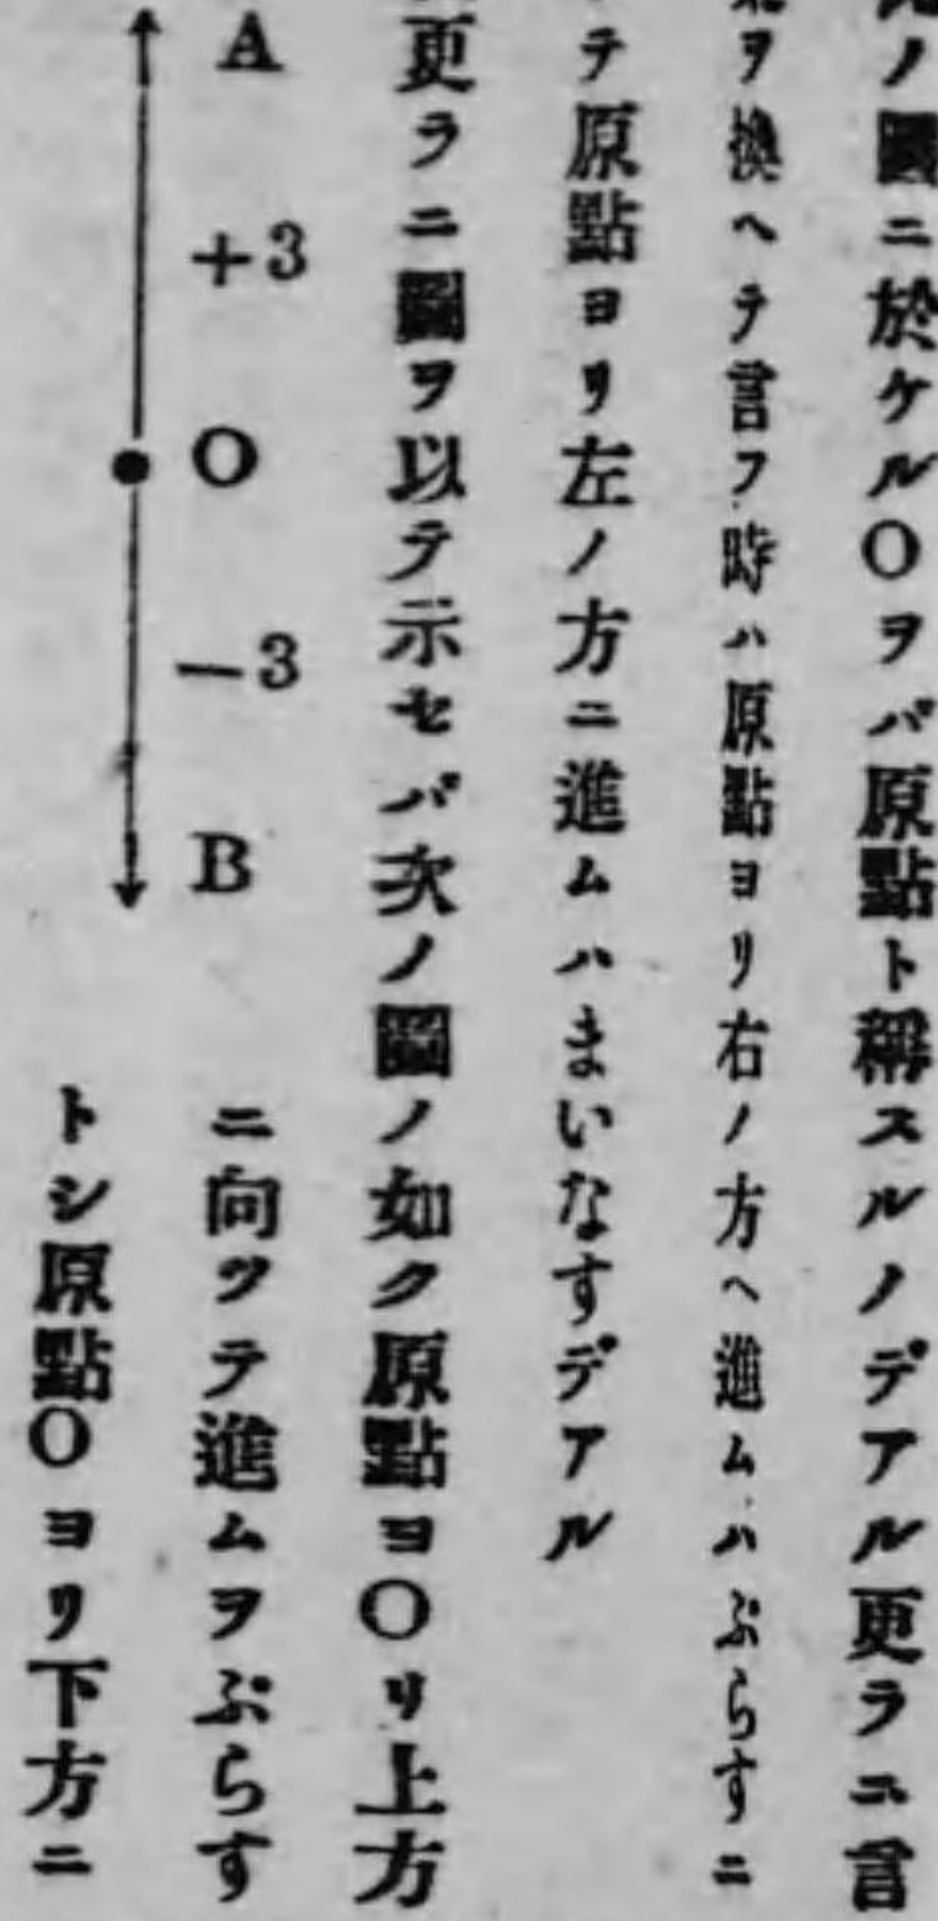 ノ圖ニ於ケルOヲバ原點ト稱スルノデアル更ラニ言
ヲ換ヘテ言フ時ハ原點ヨリ右ノ方ヘ進ムハぷらすニ
テ原點ヨリ左ノ方ニ進ムハまいなすデアル
更ラニ圖ヲ以テ示セバ次ノ圖ノ如ク原點ヨOリ上方
ニ向ツテ進ムヲぷらす
トシ原點Oヨリ下方ニ
A
+3
O
−3
B